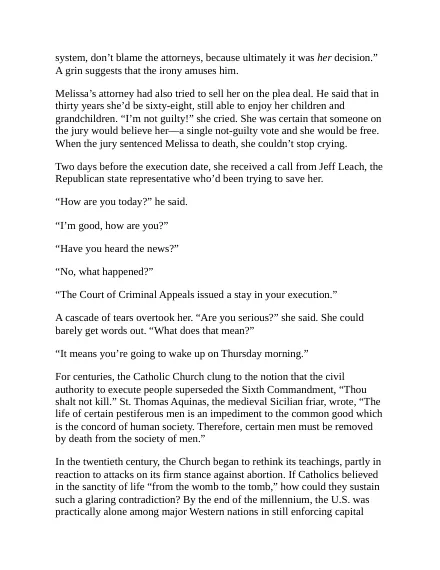 system, don’t blame the attorneys, because ultimately it was her decision.”
A grin suggests that the irony amuses him.
Melissa’s attorney had also tried to sell her on the plea deal. He said that in
thirty years she’d be sixty-eight, still able to enjoy her children and
grandchildren. “I’m not guilty!” she cried. She was certain that someone on
the jury would believe her—a single not-guilty vote and she would be free.
When the jury sentenced Melissa to death, she couldn’t stop crying.
Two days before the execution date, she received a call from Jeff Leach, the
Republican state representative who’d been trying to save her.
“How are you today?” he said.
“I’m good, how are you?”
“Have you heard the news?”
“No, what happened?”
“The Court of Criminal Appeals issued a stay in your execution.”
A cascade of tears overtook her. “Are you serious?” she said. She could
barely get words out. “What does that mean?”
“It means you’re going to wake up on Thursday morning.”
For centuries, the Catholic Church clung to the notion that the civil
authority to execute people superseded the Sixth Commandment, “Thou
shalt not kill.” St. Thomas Aquinas, the medieval Sicilian friar, wrote, “The
life of certain pestiferous men is an impediment to the common good which
is the concord of human society. Therefore, certain men must be removed
by death from the society of men.”
In the twentieth century, the Church began to rethink its teachings, partly in
reaction to attacks on its firm stance against abortion. If Catholics believed
in the sanctity of life “from the womb to the tomb,” how could they sustain
such a glaring contradiction? By the end of the millennium, the U.S. was
practically alone among major Western nations in still enforcing capital